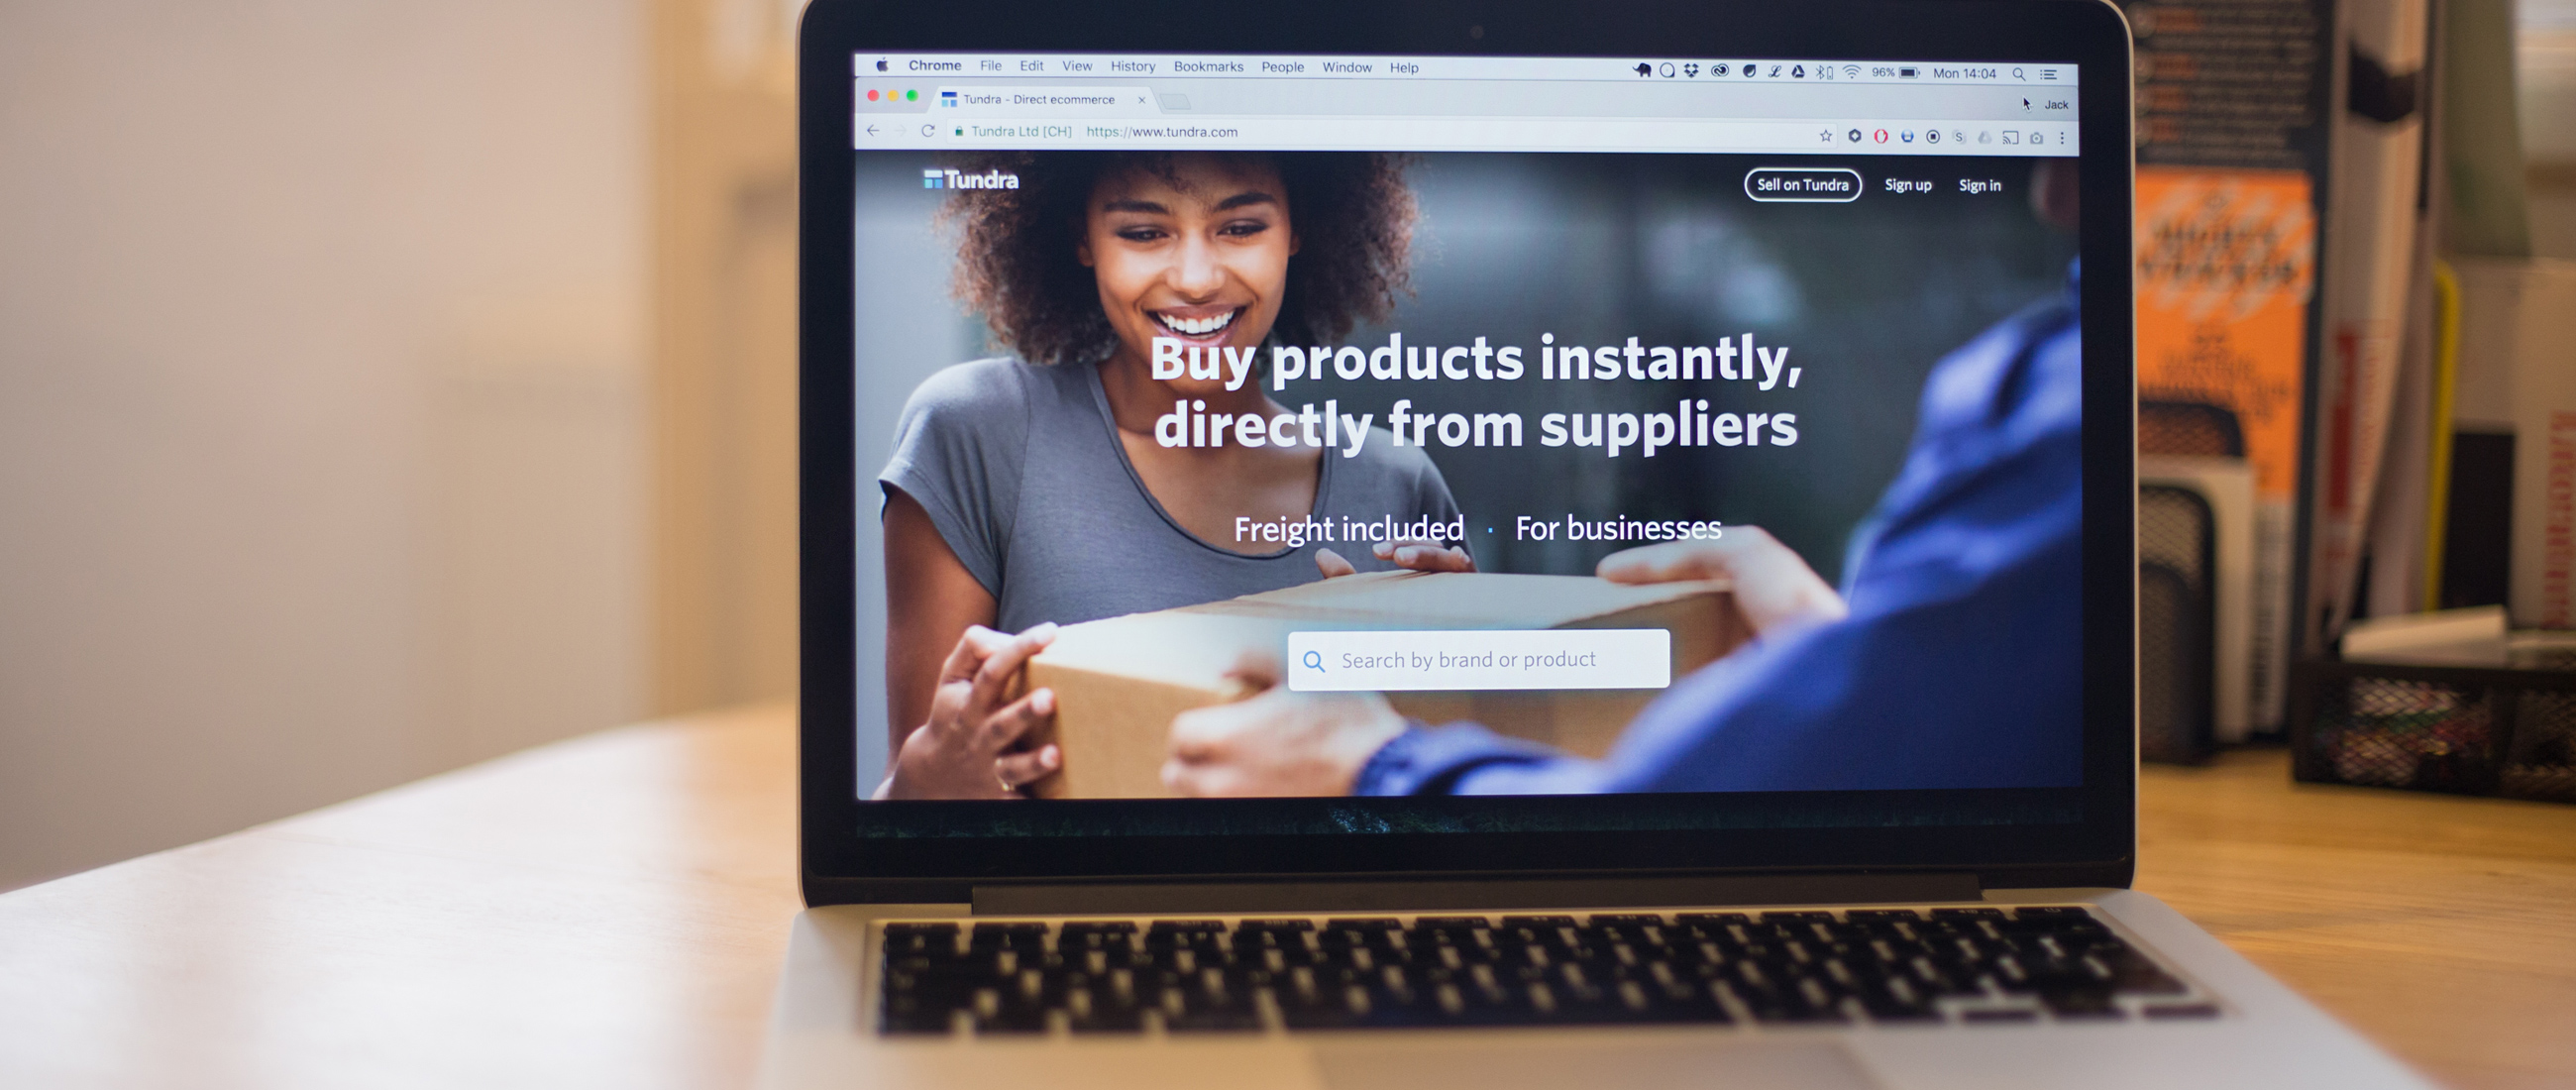 Chrome File Edit View History Bookmarks People Window Help
96% Mon 14:04
Tundra - Direct ecommerce
Jack
Tundra Ltd [CH] https://www.tundra.com
Tundra
Sell on Tundra Sign up Sign in
Buy products instantly,
directly from suppliers
Freight included · For businesses
Search by brand or product